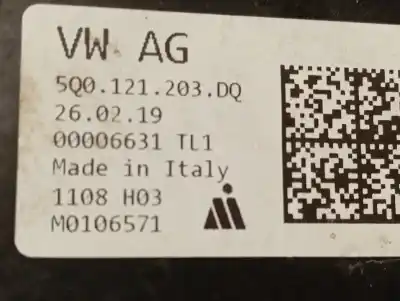 VW AG
5Q0.121.203.DQ
26.02.19
00006631 TL1
Made in Italy
1108 H03
M0106571